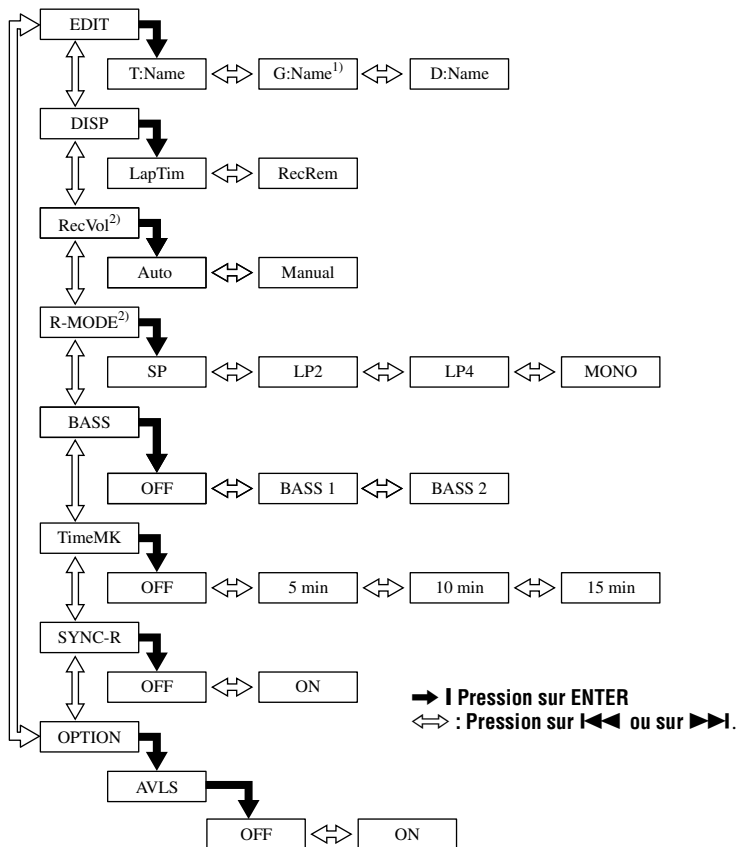 EDIT
T:Name G:Name1) D:Name
DISP
LapTim RecRem
RecVol2)
Auto Manual
R-MODE2)
SP LP2 LP4 MONO
BASS
OFF BASS 1 BASS 2
TimeMK
OFF 5 min 10 min 15 min
SYNC-R
OFF ON
➡ I Pression sur ENTER
⇔ : Pression sur I◀◀ ou sur ▶▶I.
OPTION
AVLS
OFF ON